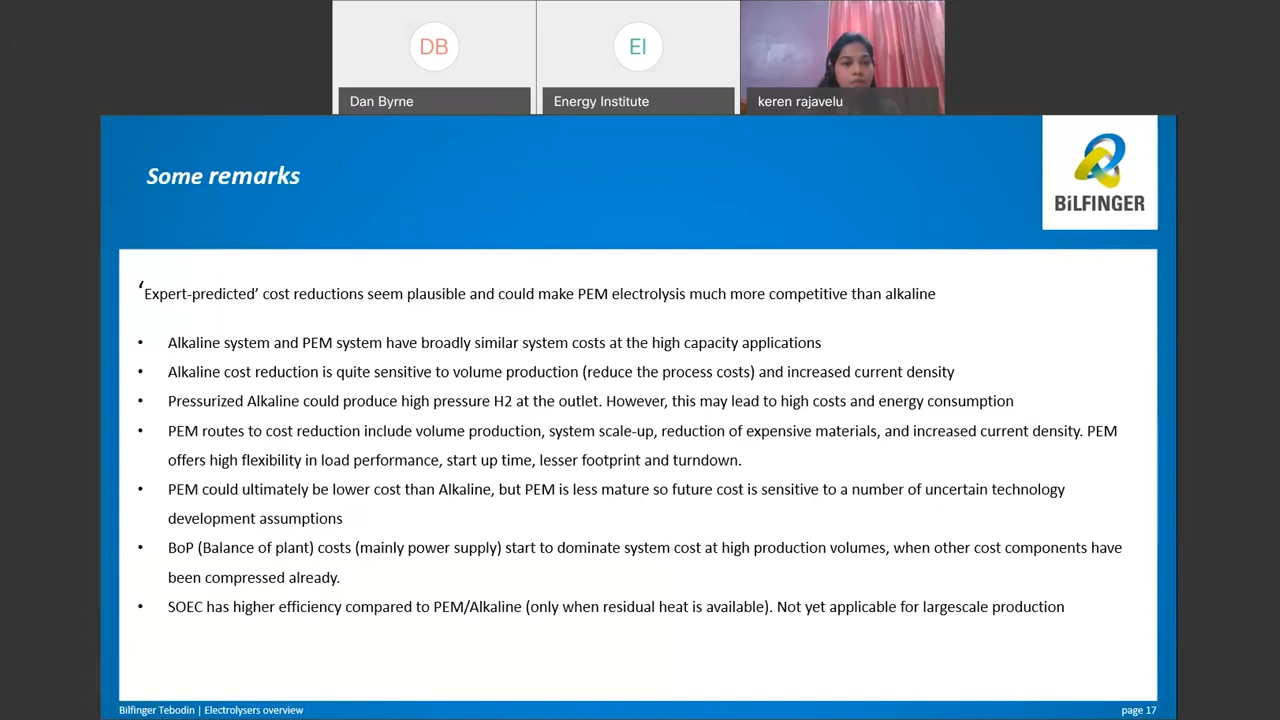 DB
EI
Dan Byrne
Energy Institute
keren rajavelu
Some remarks
BiLFINGER
‘Expert-predicted’ cost reductions seem plausible and could make PEM electrolysis much more competitive than alkaline
• Alkaline system and PEM system have broadly similar system costs at the high capacity applications
• Alkaline cost reduction is quite sensitive to volume production (reduce the process costs) and increased current density
• Pressurized Alkaline could produce high pressure H2 at the outlet. However, this may lead to high costs and energy consumption
• PEM routes to cost reduction include volume production, system scale-up, reduction of expensive materials, and increased current density. PEM
offers high flexibility in load performance, start up time, lesser footprint and turndown.
• PEM could ultimately be lower cost than Alkaline, but PEM is less mature so future cost is sensitive to a number of uncertain technology
development assumptions
• BoP (Balance of plant) costs (mainly power supply) start to dominate system cost at high production volumes, when other cost components have
been compressed already.
• SOEC has higher efficiency compared to PEM/Alkaline (only when residual heat is available). Not yet applicable for largescale production
Bilfinger Tebodin | Electrolysers overview
page 17